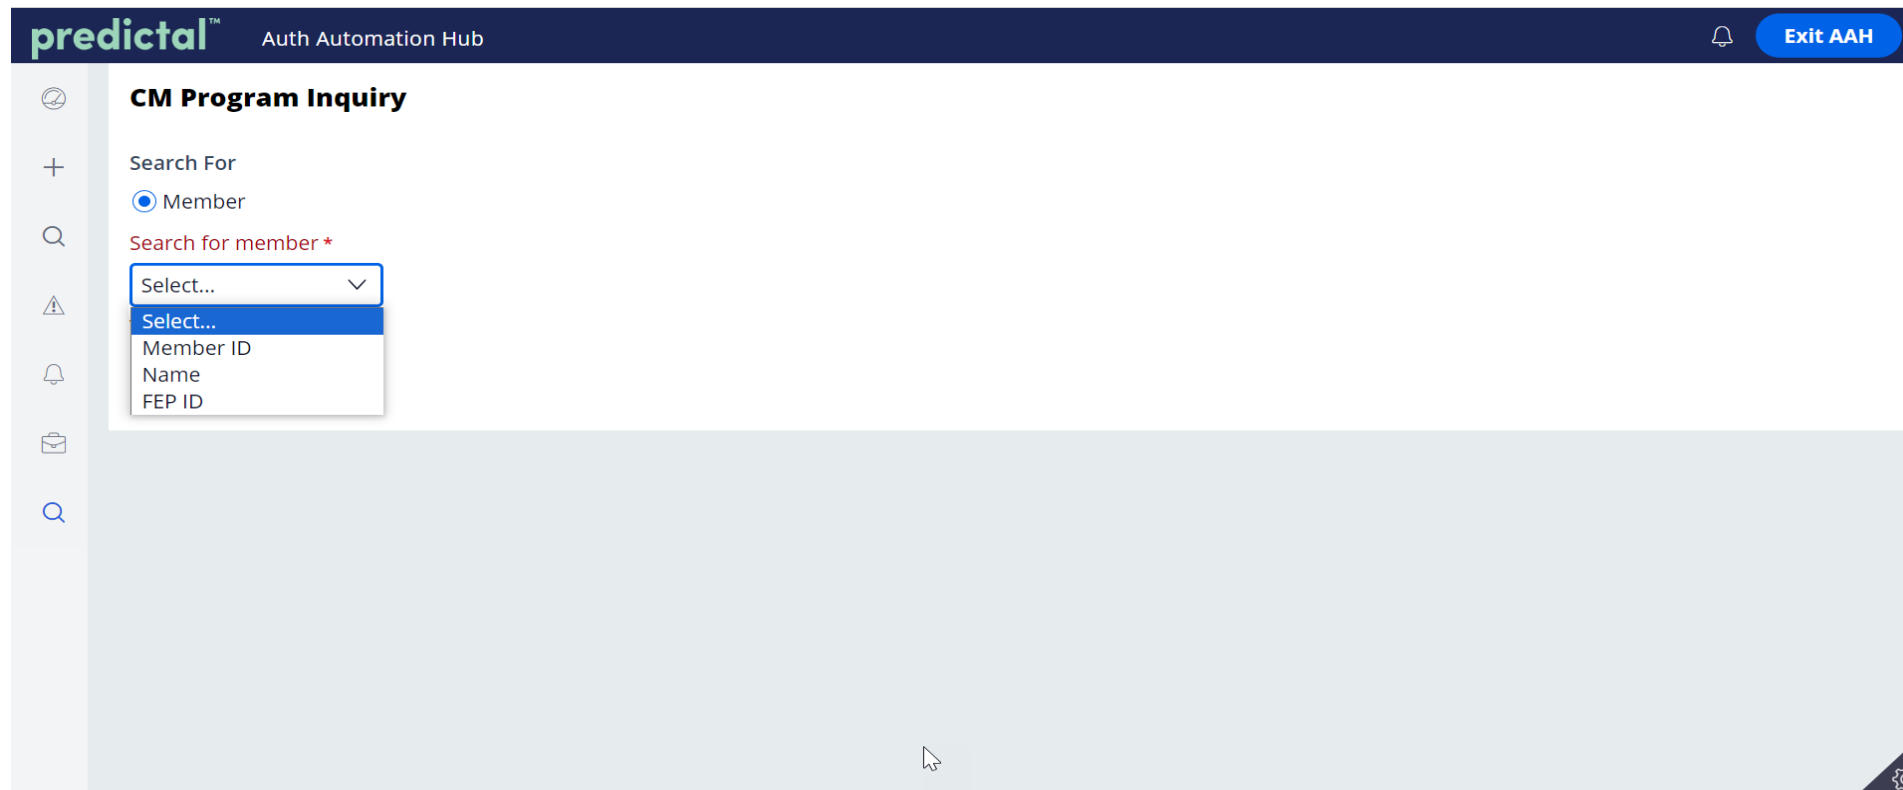 predictal™ Auth Automation Hub Exit AAH
CM Program Inquiry
Search For
Member
Search for member *
Select...
Select...
Member ID
Name
FEP ID